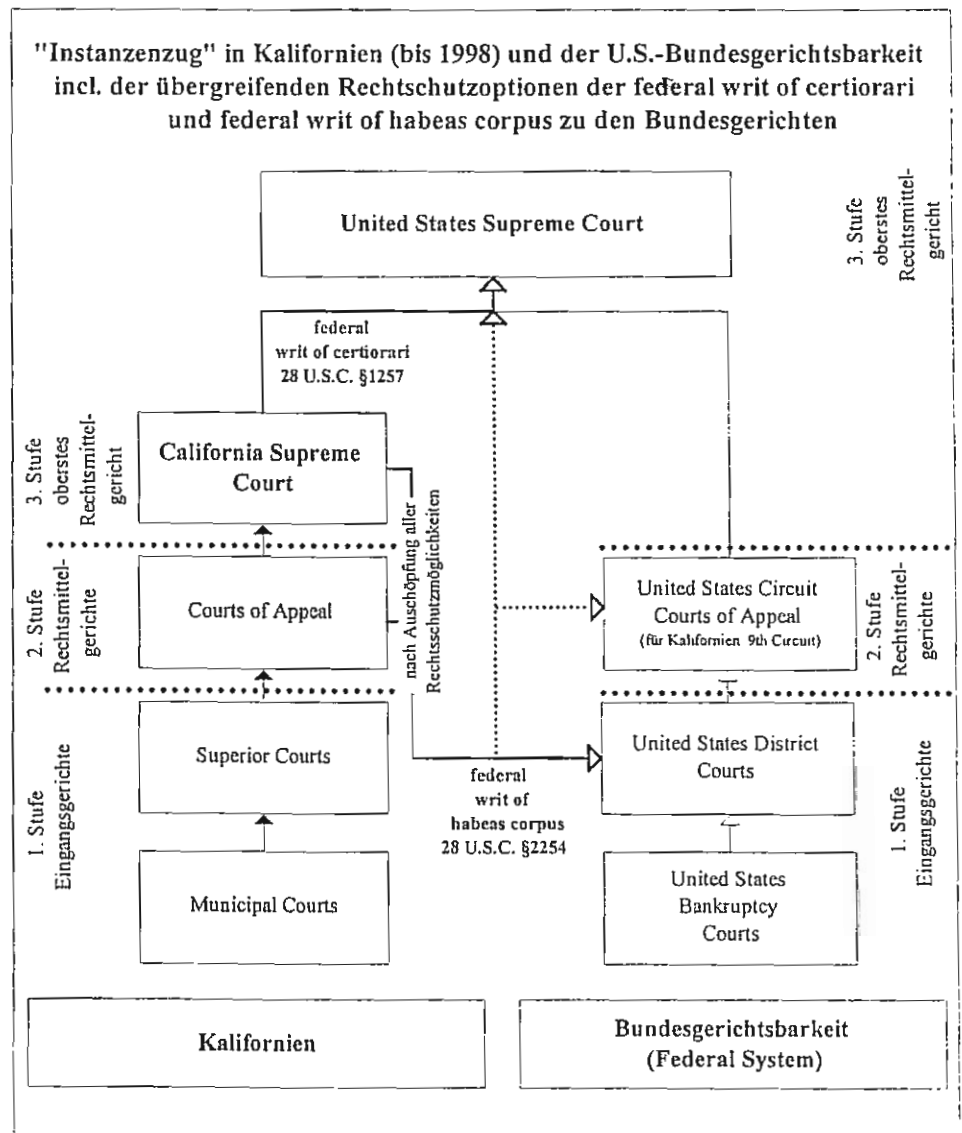 "Instanzenzug" in Kalifornien (bis 1998) und der U.S.-Bundesgerichtsbarkeit
incl. der übergreifenden Rechtschutzoptionen der federal writ of certiorari
und federal writ of habeas corpus zu den Bundesgerichten
United States Supreme Court
3. Stufe
oberstes
Rechtsmittel-
gericht
federal
writ of certiorari
28 U.S.C. §1257
3. Stufe
oberstes
Rechtsmittel-
gericht
California Supreme
Court
nach Auschöpfung aller
Rechtsschutzmöglichkeiten
2. Stufe
Rechtsmittel-
gerichte
Courts of Appeal
United States Circuit
Courts of Appeal
(für Kalifornien 9th Circuit)
2. Stufe
Rechtsmittel-
gerichte
1. Stufe
Eingangsgerichte
Superior Courts
United States District
Courts
federal
writ of
habeas corpus
28 U.S.C. §2254
1. Stufe
Eingangsgerichte
Municipal Courts
United States
Bankruptcy
Courts
Kalifornien
Bundesgerichtsbarkeit
(Federal System)